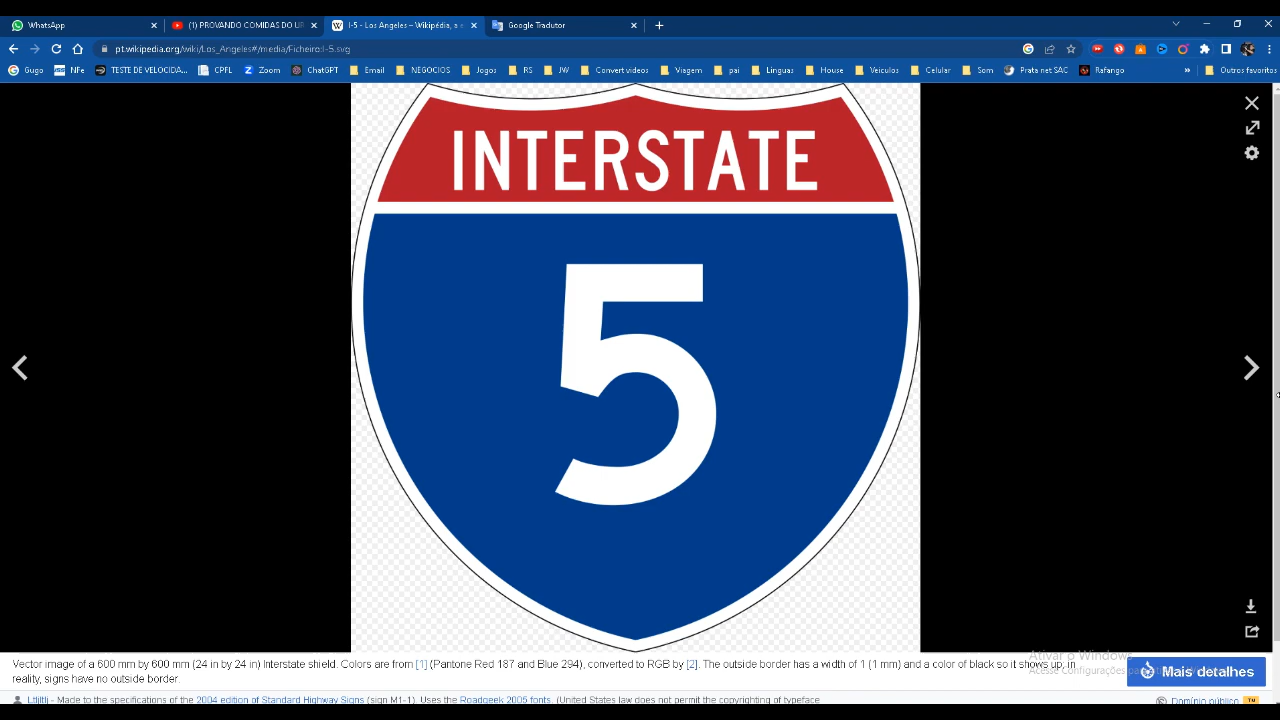 WhatsApp
(1) PROVANDO COMIDAS DO UR
I-5 - Los Angeles – Wikipédia, a e
Google Tradutor
pt.wikipedia.org/wiki/Los_Angeles#/media/Ficheiro:I-5.svg
Gugo
NFe
TESTE DE VELOCIDA...
CPFL
Zoom
ChatGPT
Email
NEGOCIOS
Jogos
RS
JW
Convert videos
Viagem
pai
Linguas
House
Veiculos
Celular
Som
Prata net SAC
Rafango
»
Outros favoritos
INTERSTATE
5
Vector image of a 600 mm by 600 mm (24 in by 24 in) Interstate shield. Colors are from [1] (Pantone Red 187 and Blue 294), converted to RGB by [2]. The outside border has a width of 1 (1 mm) and a color of black so it shows up; in
reality, signs have no outside border.
Ativar o Windows
Acesse Configurações
Mais detalhes
Ltljltlj - Made to the specifications of the 2004 edition of Standard Highway Signs (sign M1-1). Uses the Roadgeek 2005 fonts. (United States law does not permit the copyrighting of typeface
Domínio público